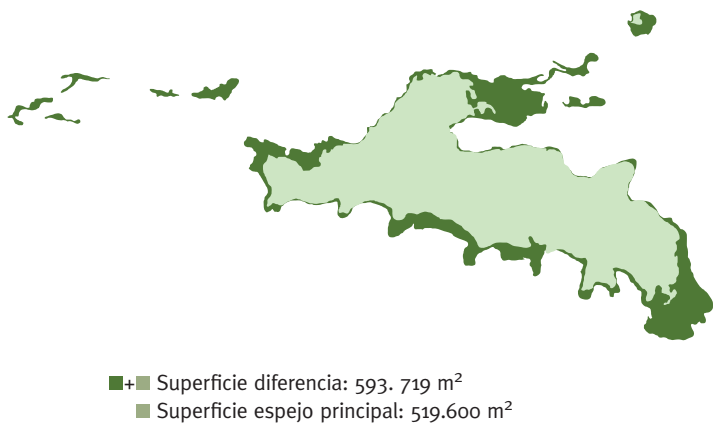 + Superficie diferencia: 593. 719 m²
Superficie espejo principal: 519.600 m²